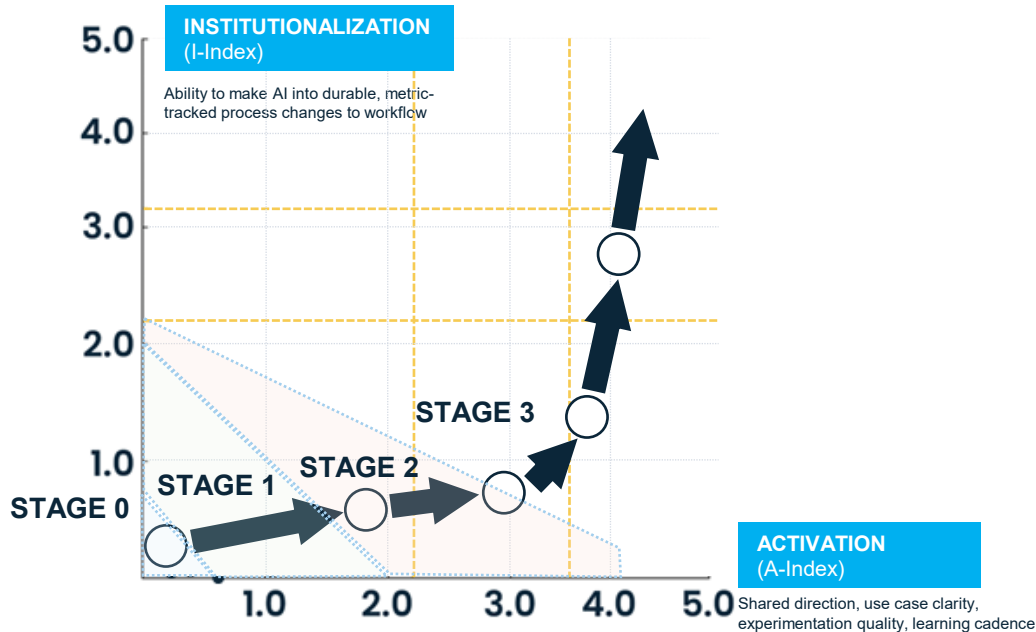 INSTITUTIONALIZATION
(I-Index)
Ability to make AI into durable, metric-
tracked process changes to workflow
5.0
4.0
3.0
2.0
1.0
STAGE 3
STAGE 2
STAGE 1
STAGE 0
ACTIVATION
(A-Index)
Shared direction, use case clarity,
experimentation quality, learning cadence
1.0
2.0
3.0
4.0
5.0